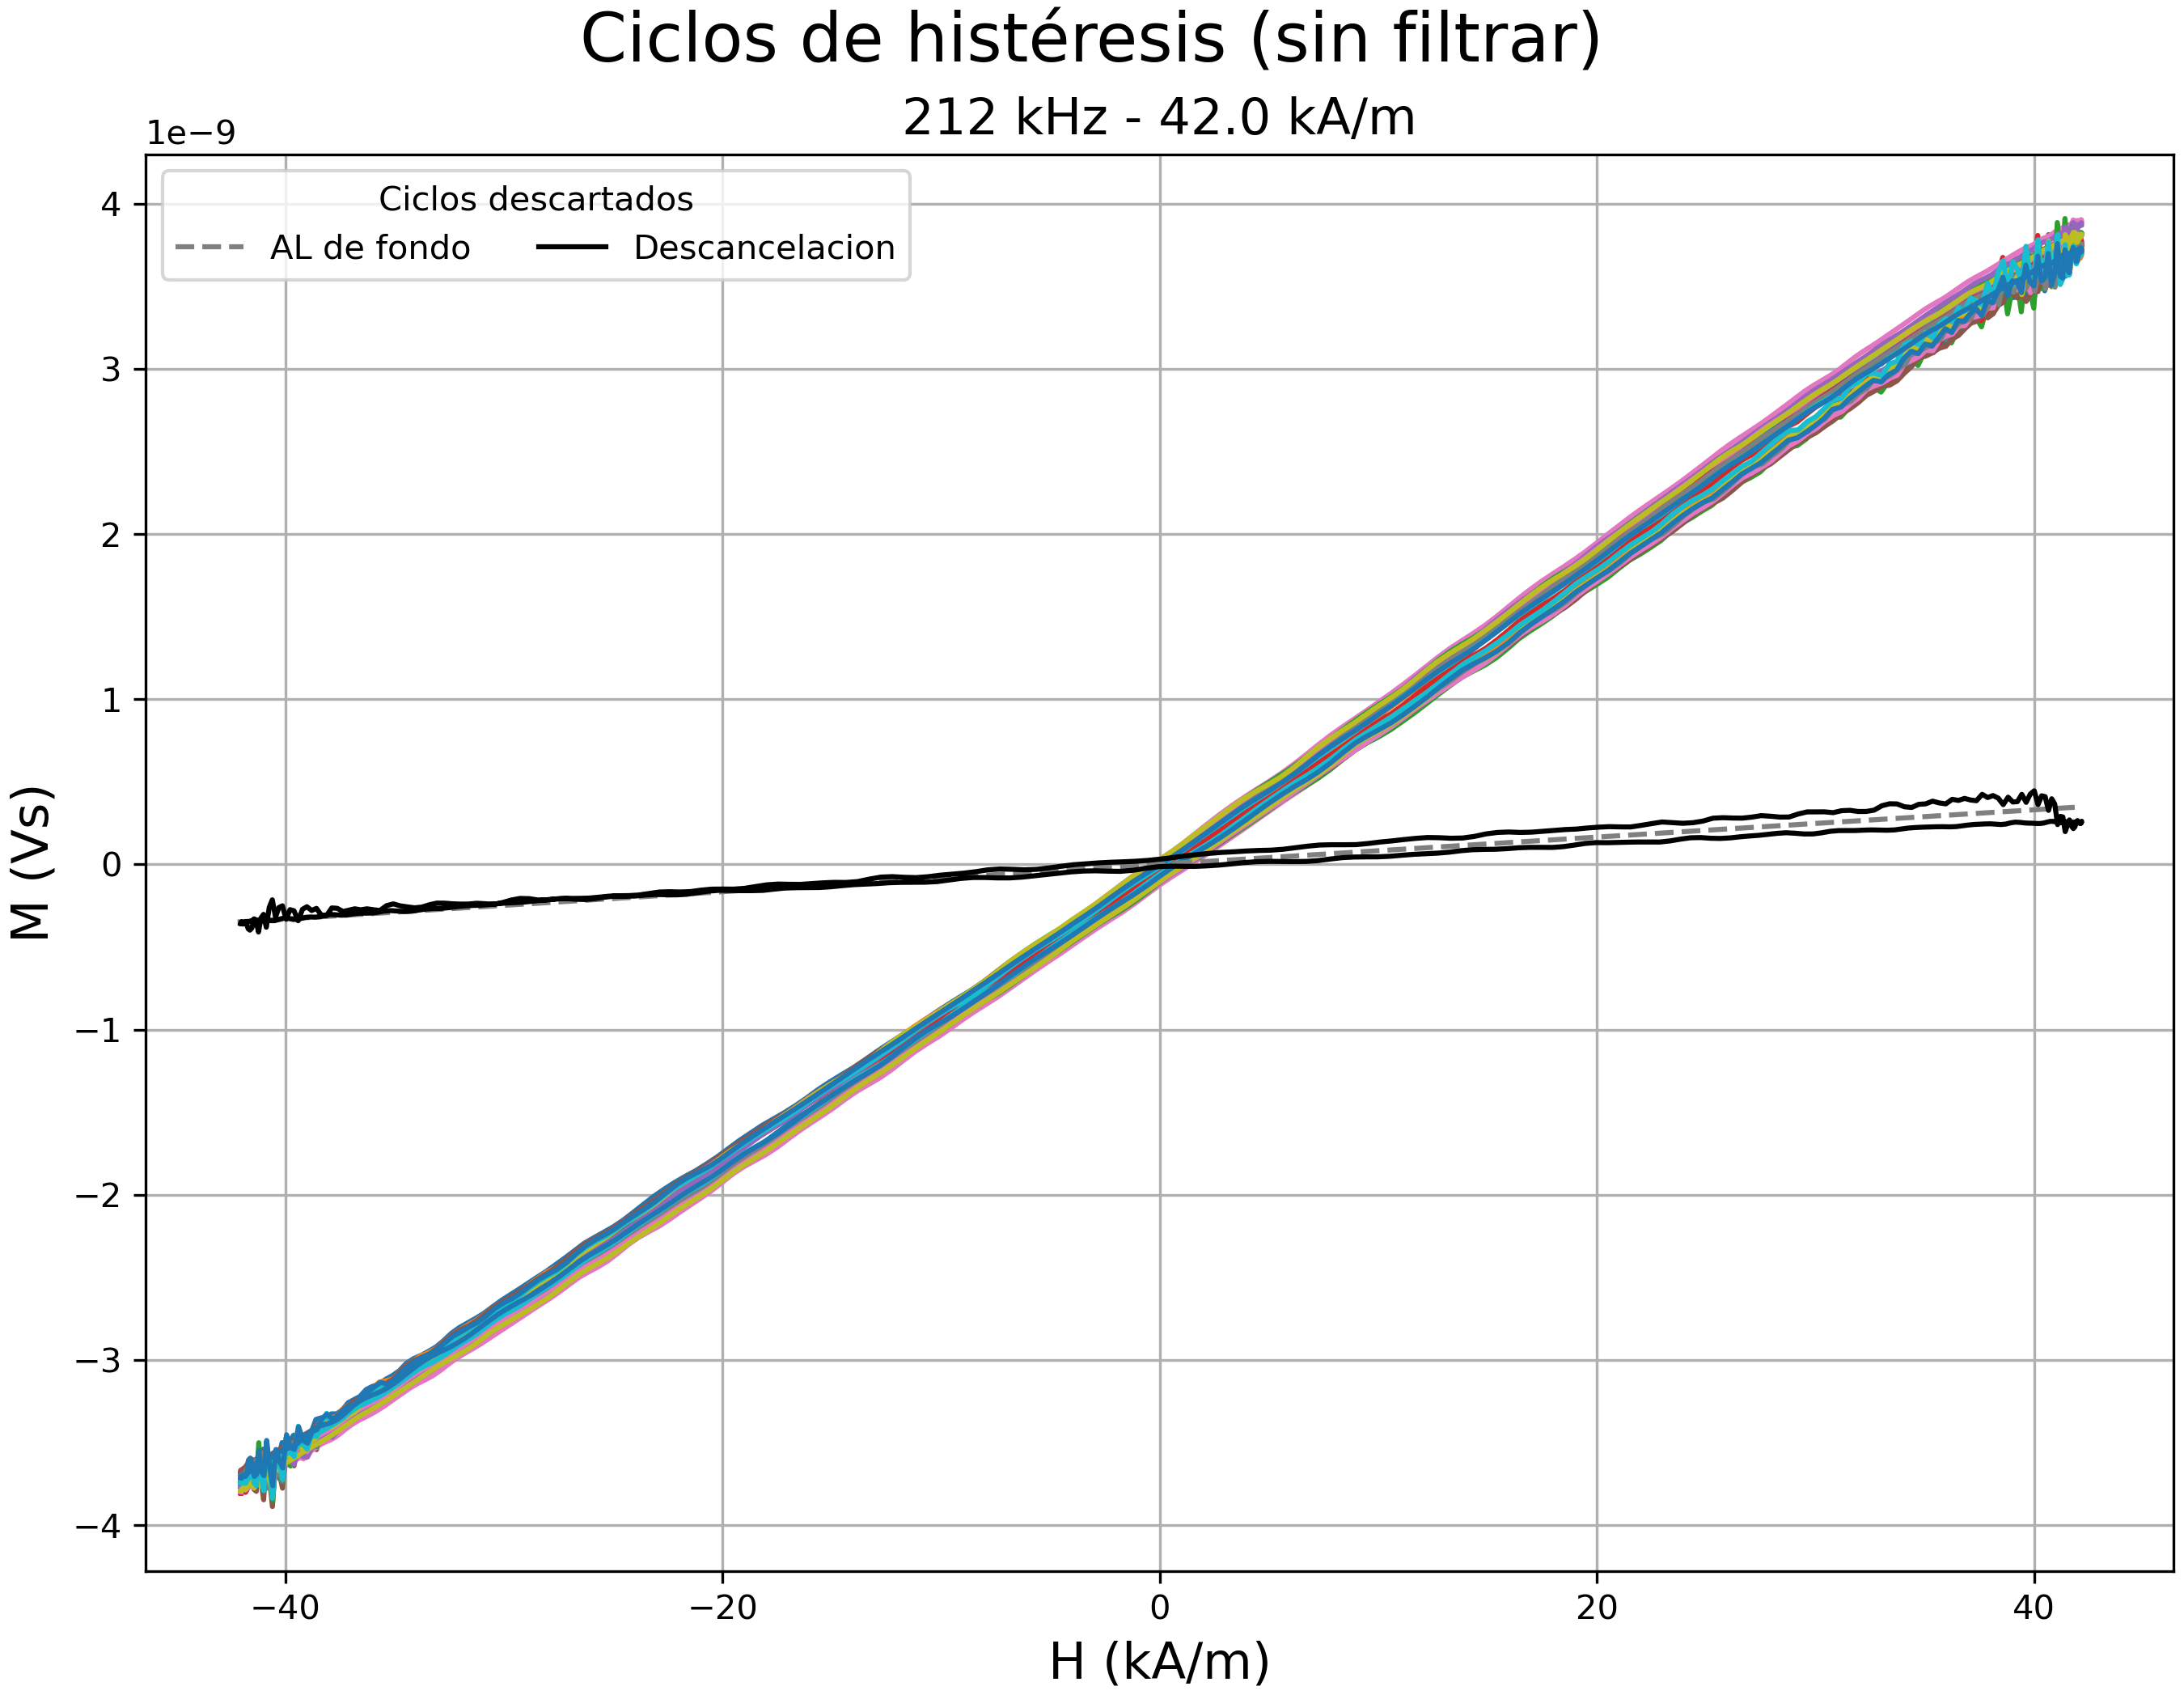 Ciclos de histéresis (sin filtrar)
212 kHz - 42.0 kA/m
1e−9
Ciclos descartados
AL de fondo
Descancelacion
4
3
2
1
0
−1
−2
−3
−4
M (Vs)
−40
−20
0
20
40
H (kA/m)